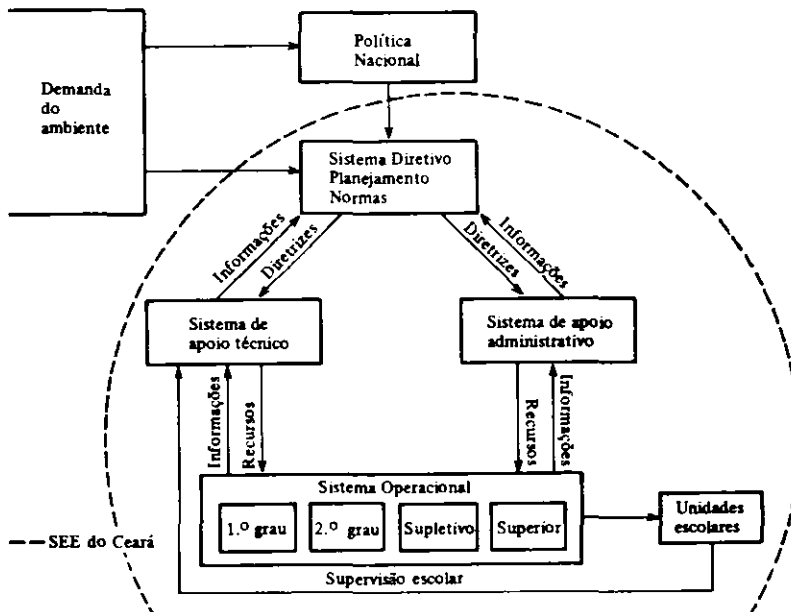 Política
Nacional
Demanda
do
ambiente
Sistema Diretivo
Planejamento
Normas
Informações
Diretrizes
Diretrizes
Informações
Sistema de
apoio técnico
Sistema de apoio
administrativo
Informações
Recursos
Recursos
Informações
Sistema Operacional
1.º grau
2.º grau
Supletivo
Superior
Unidades
escolares
SEE do Ceará
Supervisão escolar